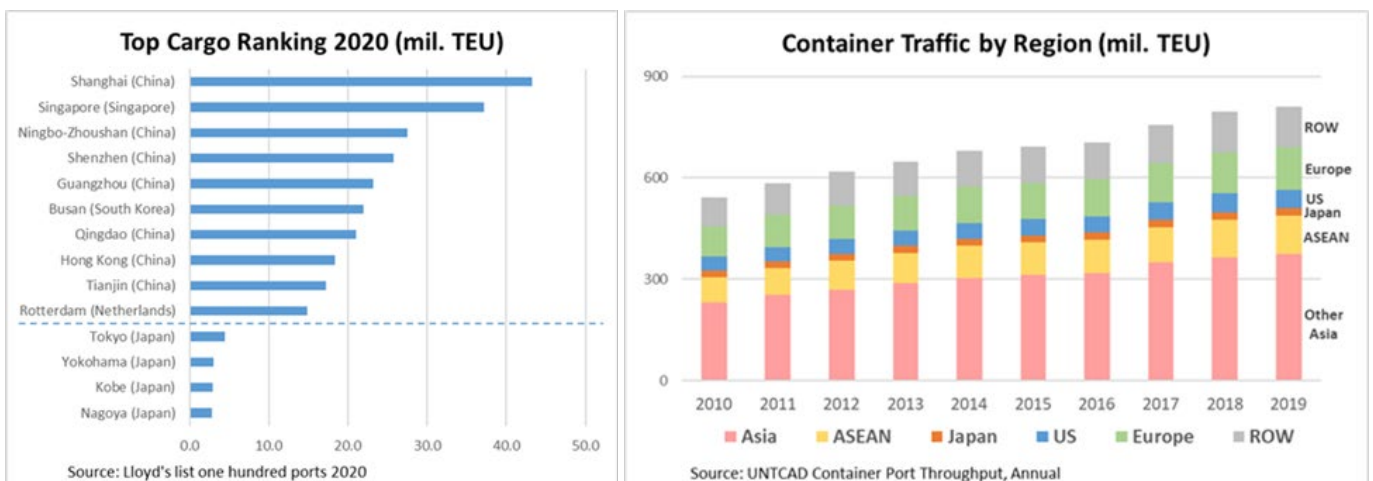 Top Cargo Ranking 2020 (mil. TEU)
Shanghai (China)
Singapore (Singapore)
Ningbo-Zhoushan (China)
Shenzhen (China)
Guangzhou (China)
Busan (South Korea)
Qingdao (China)
Hong Kong (China)
Tianjin (China)
Rotterdam (Netherlands)
Tokyo (Japan)
Yokohama (Japan)
Kobe (Japan)
Nagoya (Japan)
0.0 10.0 20.0 30.0 40.0 50.0
Source: Lloyd's list one hundred ports 2020
Container Traffic by Region (mil. TEU)
900
600
300
0
ROW
Europe
US
Japan
ASEAN
Other
Asia
2010 2011 2012 2013 2014 2015 2016 2017 2018 2019
Asia ASEAN Japan US Europe ROW
Source: UNTCAD Container Port Throughput, Annual